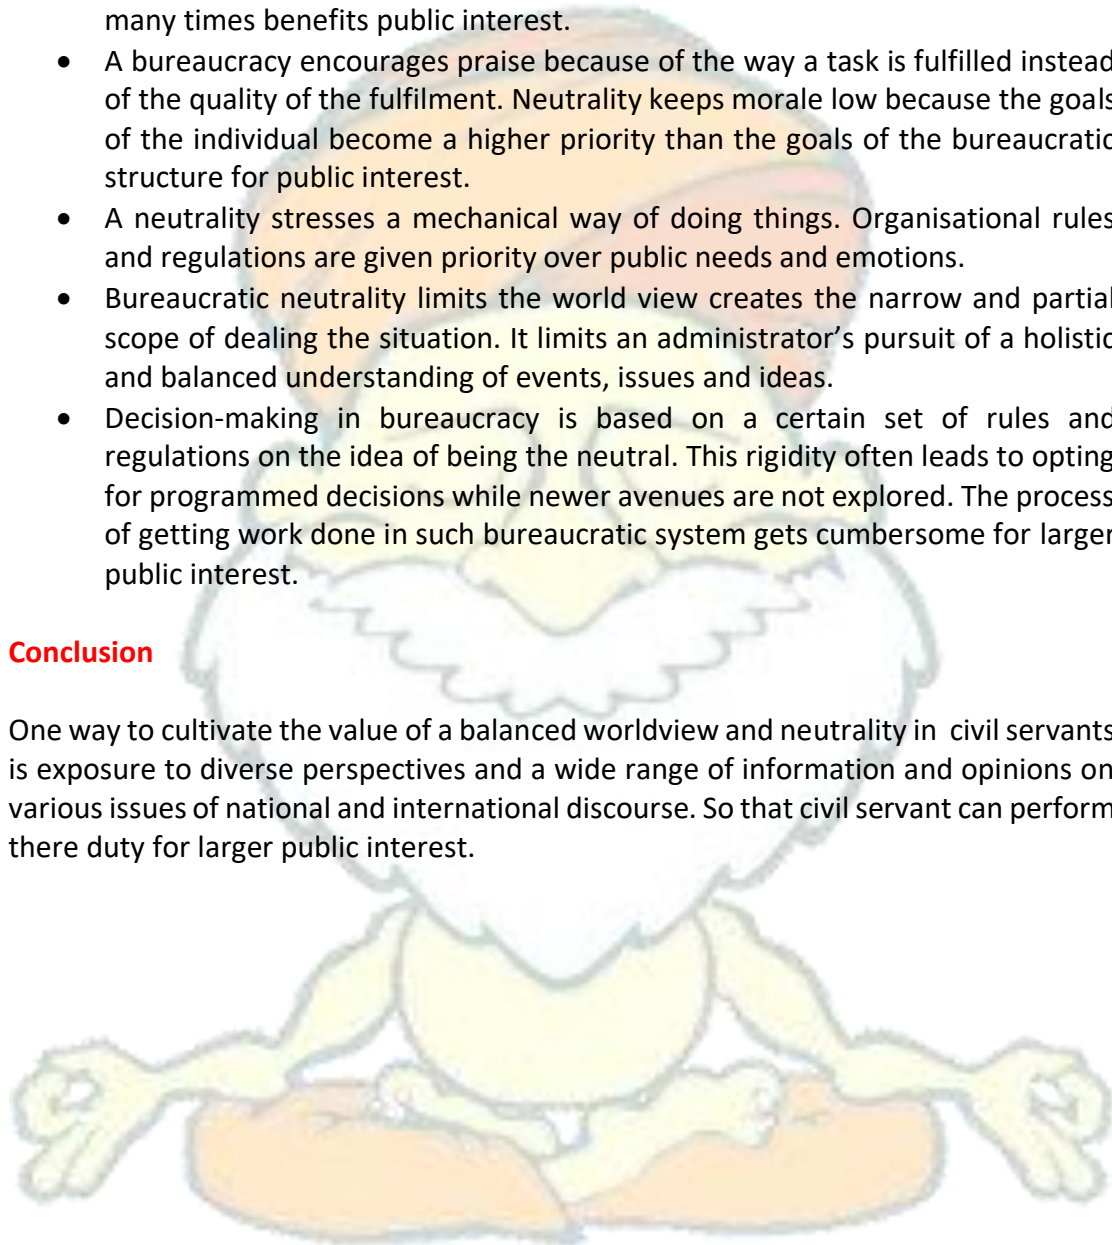 many times benefits public interest.
• A bureaucracy encourages praise because of the way a task is fulfilled instead
of the quality of the fulfilment. Neutrality keeps morale low because the goals
of the individual become a higher priority than the goals of the bureaucratic
structure for public interest.
• A neutrality stresses a mechanical way of doing things. Organisational rules
and regulations are given priority over public needs and emotions.
• Bureaucratic neutrality limits the world view creates the narrow and partial
scope of dealing the situation. It limits an administrator’s pursuit of a holistic
and balanced understanding of events, issues and ideas.
• Decision-making in bureaucracy is based on a certain set of rules and
regulations on the idea of being the neutral. This rigidity often leads to opting
for programmed decisions while newer avenues are not explored. The process
of getting work done in such bureaucratic system gets cumbersome for larger
public interest.
Conclusion
One way to cultivate the value of a balanced worldview and neutrality in civil servants
is exposure to diverse perspectives and a wide range of information and opinions on
various issues of national and international discourse. So that civil servant can perform
there duty for larger public interest.